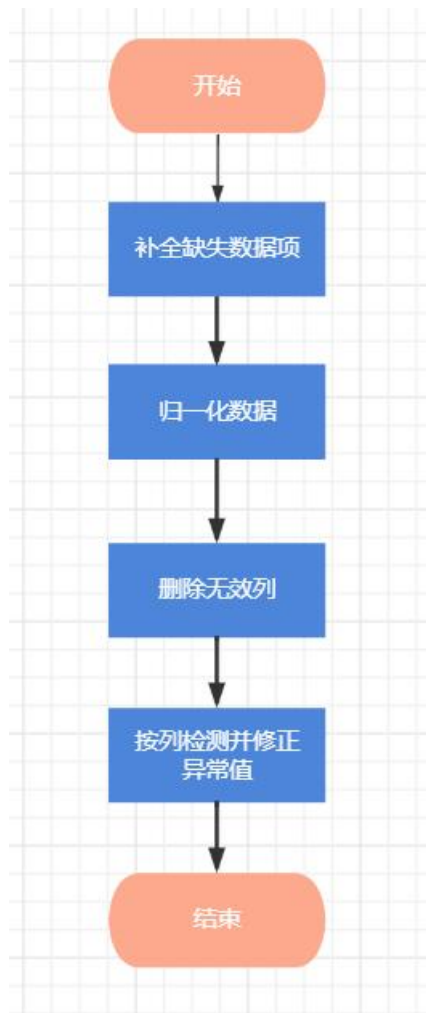 开始
补全缺失数据项
归一化数据
删除无效列
按列检测并修正
异常值
结束